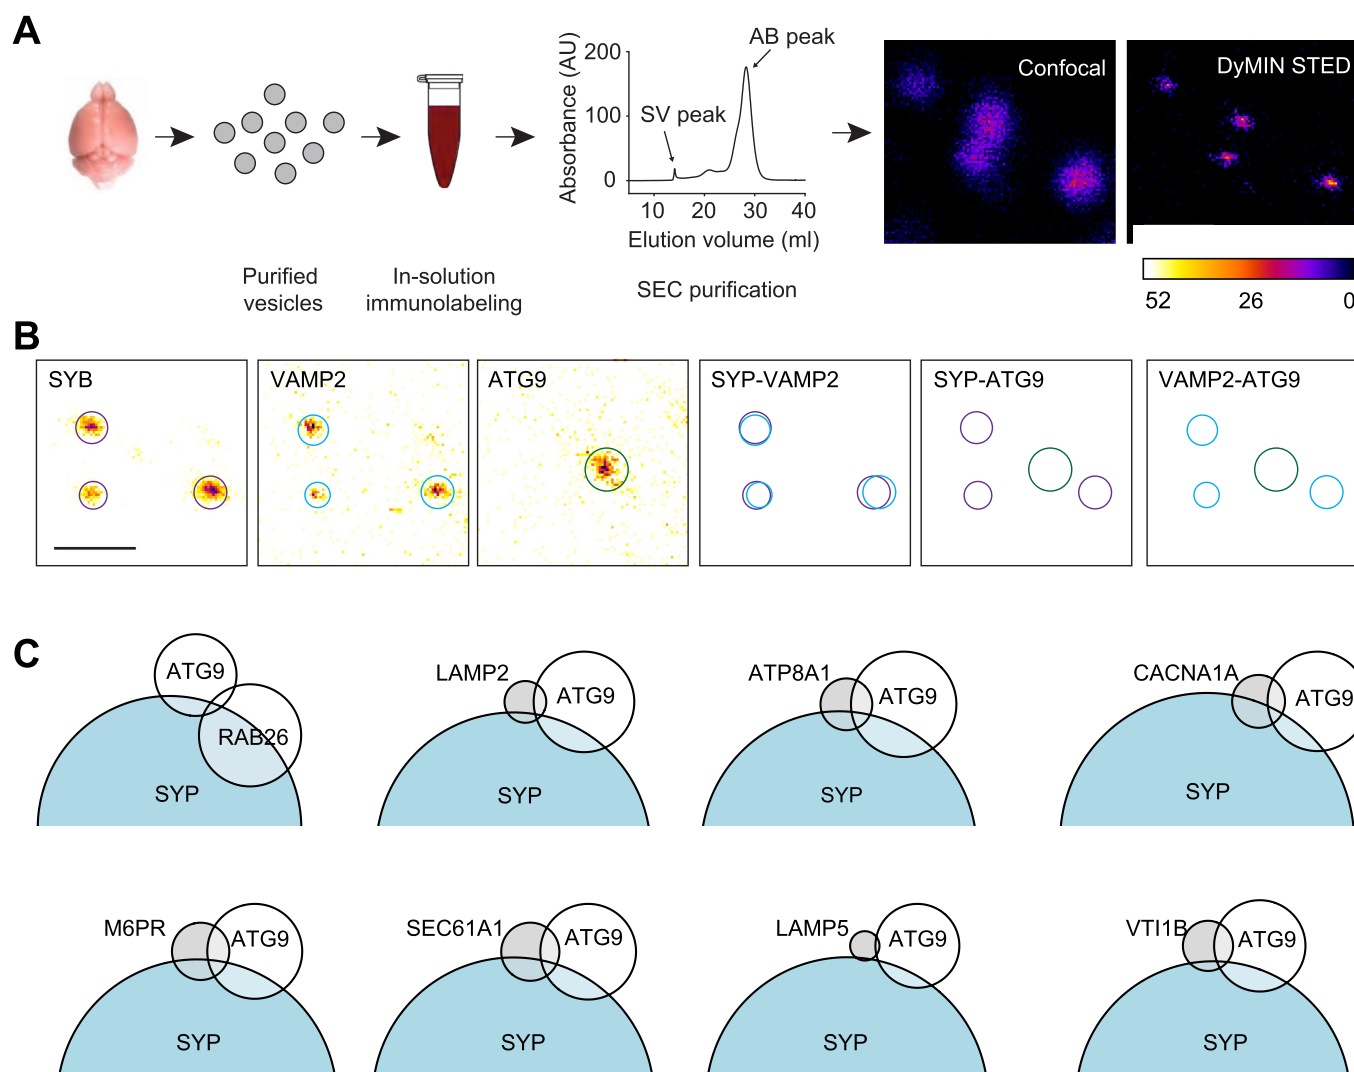 A
Absorbance (AU)
200
100
0
AB peak
SV peak
10 20 30 40
Elution volume (ml)
Confocal
DyMIN STED
52 26 0
Purified
vesicles
In-solution
immunolabeling
SEC purification
B
SYB
VAMP2
ATG9
SYP-VAMP2
SYP-ATG9
VAMP2-ATG9
C
ATG9
RAB26
SYP
LAMP2
ATG9
SYP
ATP8A1
ATG9
SYP
CACNA1A
ATG9
SYP
M6PR
ATG9
SYP
SEC61A1
ATG9
SYP
LAMP5
ATG9
SYP
VTI1B
ATG9
SYP